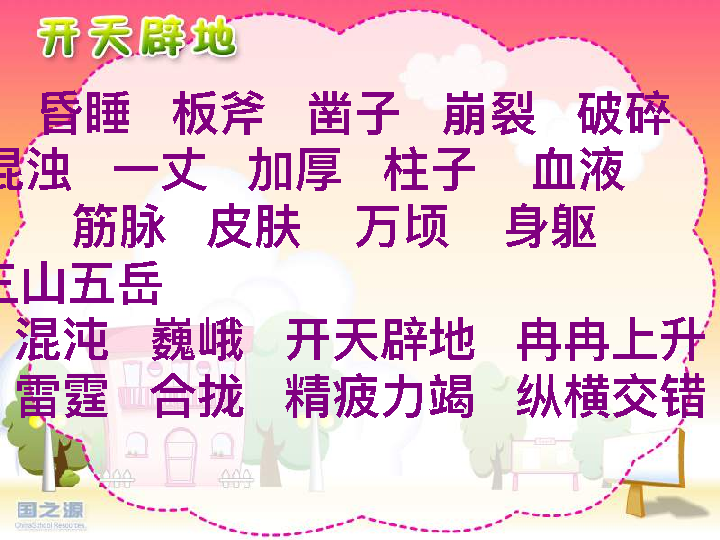 开天辟地
昏睡 板斧 凿子 崩裂 破碎
混浊 一丈 加厚 柱子 血液
筋脉 皮肤 万顷 身躯
三山五岳
混沌 巍峨 开天辟地 冉冉上升
雷霆 合拢 精疲力竭 纵横交错
国之源